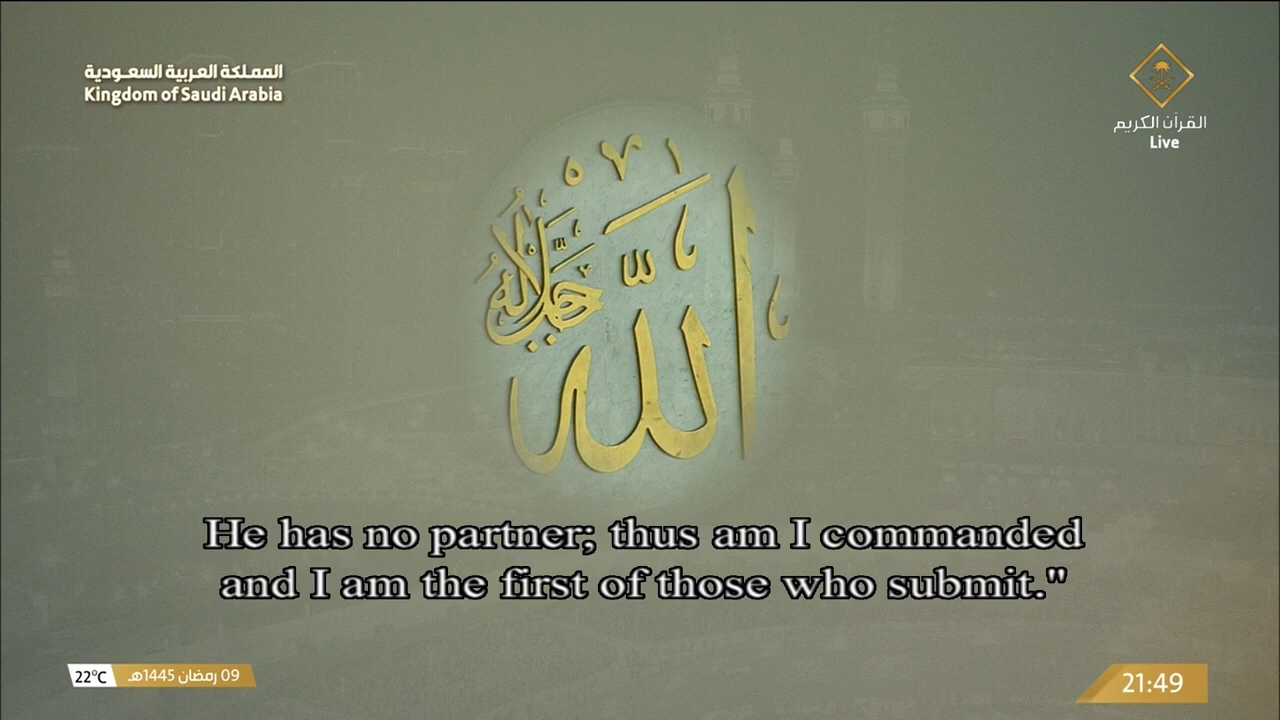 المملكة العربية السعودية
Kingdom of Saudi Arabia
القرآن الكريم
Live
الله
جل جلاله
He has no partner; thus am I commanded
and I am the first of those who submit."
22°C
09 رمضان 1445هـ
21:49